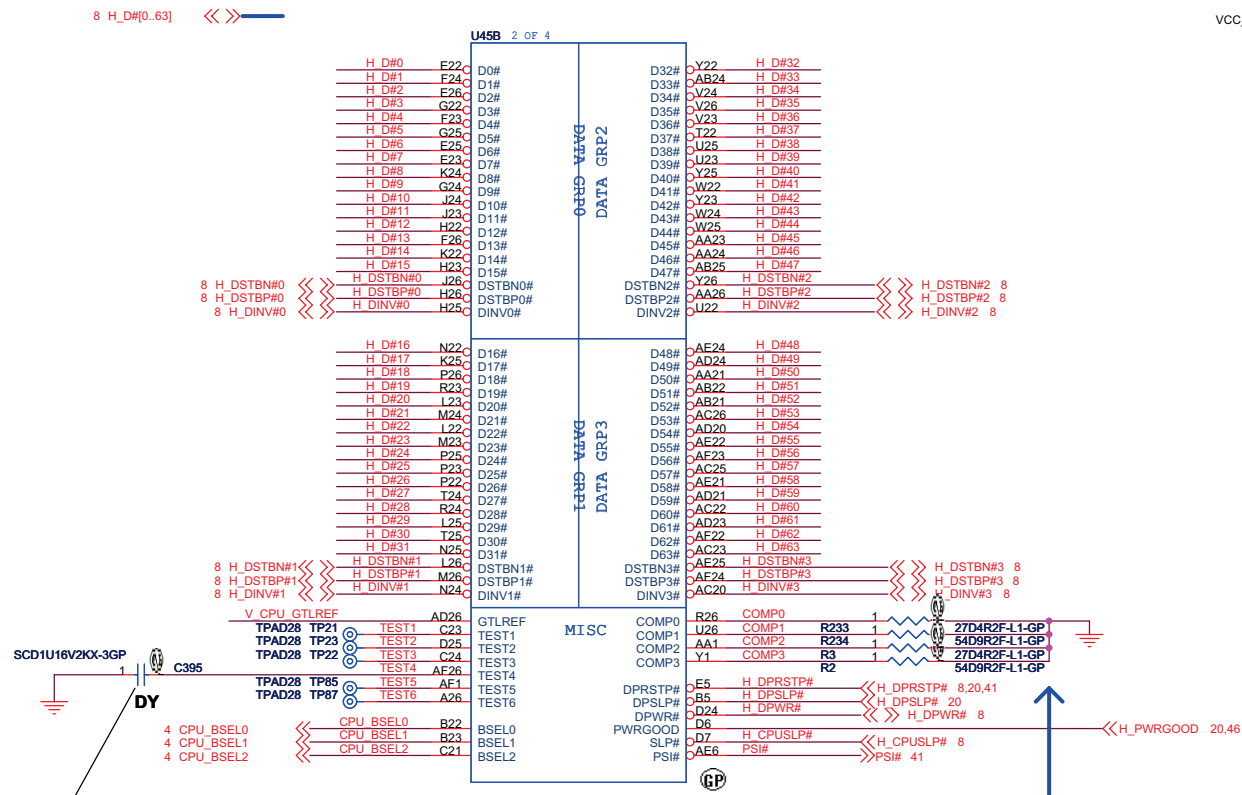 8 H_D#[0..63]
VCC_
U45B 2 OF 4
H_D#0 E22 D0# D32# Y22 H_D#32
H_D#1 F24 D1# D33# AB24 H_D#33
H_D#2 E26 D2# D34# V24 H_D#34
H_D#3 G22 D3# D35# V26 H_D#35
H_D#4 F23 D4# D36# V23 H_D#36
H_D#5 G25 D5# D37# T22 H_D#37
H_D#6 E25 D6# D38# U25 H_D#38
H_D#7 E23 D7# D39# U23 H_D#39
H_D#8 K24 D8# D40# Y25 H_D#40
H_D#9 G24 D9# D41# W22 H_D#41
H_D#10 J24 D10# D42# Y23 H_D#42
H_D#11 J23 D11# D43# W24 H_D#43
H_D#12 H22 D12# D44# W25 H_D#44
H_D#13 F26 D13# D45# AA23 H_D#45
H_D#14 K22 D14# D46# AA24 H_D#46
H_D#15 H23 D15# D47# AB25 H_D#47
8 H_DSTBN#0 H_DSTBN#0 J26 DSTBN0# DSTBN2# Y26 H_DSTBN#2 H_DSTBN#2 8
8 H_DSTBP#0 H_DSTBP#0 H26 DSTBP0# DSTBP2# AA26 H_DSTBP#2 H_DSTBP#2 8
8 H_DINV#0 H_DINV#0 H25 DINV0# DINV2# U22 H_DINV#2 H_DINV#2 8
DATA GRP0
DATA GRP2
H_D#16 N22 D16# D48# AE24 H_D#48
H_D#17 K25 D17# D49# AD24 H_D#49
H_D#18 P26 D18# D50# AA21 H_D#50
H_D#19 R23 D19# D51# AB22 H_D#51
H_D#20 L23 D20# D52# AB21 H_D#52
H_D#21 M24 D21# D53# AC26 H_D#53
H_D#22 L22 D22# D54# AD20 H_D#54
H_D#23 M23 D23# D55# AE22 H_D#55
H_D#24 P25 D24# D56# AF23 H_D#56
H_D#25 P23 D25# D57# AC25 H_D#57
H_D#26 P22 D26# D58# AE21 H_D#58
H_D#27 T24 D27# D59# AD21 H_D#59
H_D#28 R24 D28# D60# AC22 H_D#60
H_D#29 L25 D29# D61# AD23 H_D#61
H_D#30 T25 D30# D62# AF22 H_D#62
H_D#31 N25 D31# D63# AC23 H_D#63
8 H_DSTBN#1 H_DSTBN#1 L26 DSTBN1# DSTBN3# AE25 H_DSTBN#3 H_DSTBN#3 8
8 H_DSTBP#1 H_DSTBP#1 M26 DSTBP1# DSTBP3# AF24 H_DSTBP#3 H_DSTBP#3 8
8 H_DINV#1 H_DINV#1 N24 DINV1# DINV3# AC20 H_DINV#3 H_DINV#3 8
DATA GRP1
DATA GRP3
MISC
V_CPU_GTLREF AD26 GTLREF COMP0 R26 COMP0 1
TPAD28 TP21 TEST1 C23 TEST1 COMP1 U26 COMP1 R233 1 27D4R2F-L1-GP
TPAD28 TP23 TEST2 D25 TEST2 COMP2 AA1 COMP2 R234 1 54D9R2F-L1-GP
TPAD28 TP22 TEST3 C24 TEST3 COMP3 Y1 COMP3 R3 1 27D4R2F-L1-GP
SCD1U16V2KX-3GP 1 C395 TEST4 AF26 TEST4 R2 54D9R2F-L1-GP
DY
TPAD28 TP85 TEST5 AF1 TEST5 DPRSTP# E5 H_DPRSTP# H_DPRSTP# 8,20,41
TPAD28 TP87 TEST6 A26 TEST6 DPSLP# B5 H_DPSLP# H_DPSLP# 20
DPWR# D24 H_DPWR# H_DPWR# 8
4 CPU_BSEL0 CPU_BSEL0 B22 BSEL0 PWRGOOD D6 H_PWRGOOD 20,46
4 CPU_BSEL1 CPU_BSEL1 B23 BSEL1 SLP# D7 H_CPUSLP# H_CPUSLP# 8
4 CPU_BSEL2 CPU_BSEL2 C21 BSEL2 PSI# AE6 PSI# PSI# 41
GP